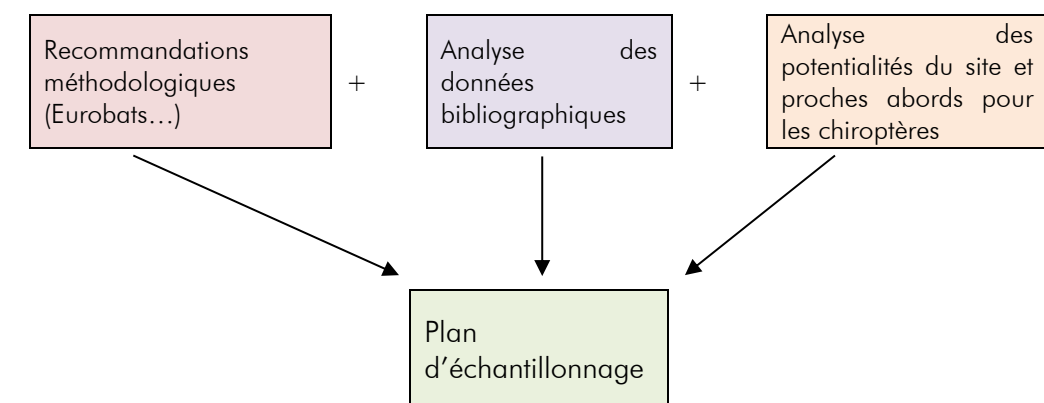 Recommandations
méthodologiques
(Eurobats…)
+
Analyse des
données
bibliographiques
+
Analyse des
potentialités du site et
proches abords pour
les chiroptères
Plan
d’échantillonnage